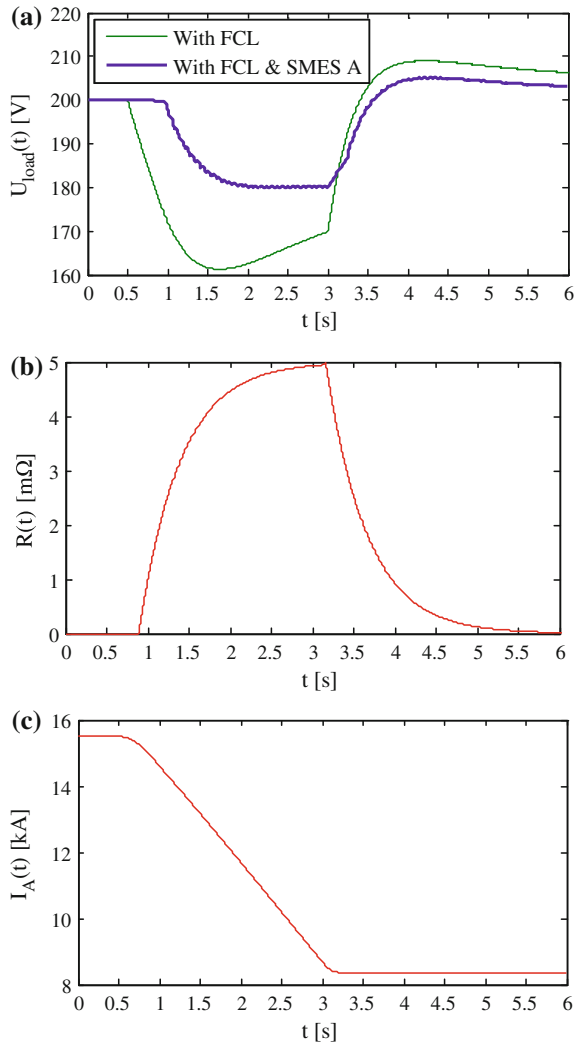 (a)
With FCL
With FCL & SMES A
220
210
200
190
180
170
160
U_load(t) [V]
0 0.5 1 1.5 2 2.5 3 3.5 4 4.5 5 5.5 6
t [s]
(b)
5
4
3
2
1
0
R(t) [mΩ]
0 0.5 1 1.5 2 2.5 3 3.5 4 4.5 5 5.5 6
t [s]
(c)
16
14
12
10
8
I_A(t) [kA]
0 0.5 1 1.5 2 2.5 3 3.5 4 4.5 5 5.5 6
t [s]